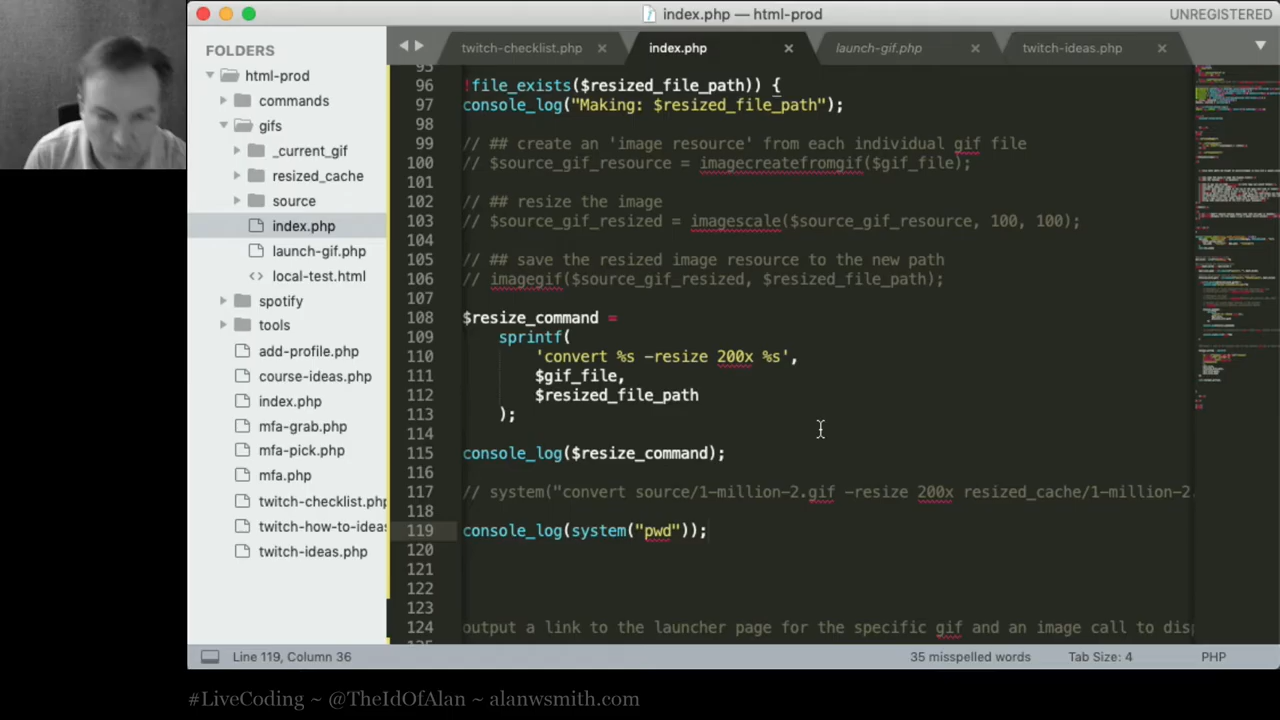 index.php — html-prod
UNREGISTERED
FOLDERS
html-prod
commands
gifs
_current_gif
resized_cache
source
index.php
launch-gif.php
local-test.html
spotify
tools
add-profile.php
course-ideas.php
index.php
mfa-grab.php
mfa-pick.php
mfa.php
twitch-checklist.php
twitch-how-to-ideas
twitch-ideas.php
twitch-checklist.php
index.php
launch-gif.php
twitch-ideas.php
95
96 !file_exists($resized_file_path)) {
97 console_log("Making: $resized_file_path");
98
99 // ## create an 'image resource' from each individual gif file
100 // $source_gif_resource = imagecreatefromgif($gif_file);
101
102 // ## resize the image
103 // $source_gif_resized = imagescale($source_gif_resource, 100, 100);
104
105 // ## save the resized image resource to the new path
106 // imagegif($source_gif_resized, $resized_file_path);
107
108 $resize_command =
109 sprintf(
110 'convert %s -resize 200x %s',
111 $gif_file,
112 $resized_file_path
113 );
114
115 console_log($resize_command);
116
117 // system("convert source/1-million-2.gif -resize 200x resized_cache/1-million-2.
118
119 console_log(system("pwd"));
120
121
122
123
124 output a link to the launcher page for the specific gif and an image call to disp
Line 119, Column 36
35 misspelled words
Tab Size: 4
PHP
#LiveCoding ~ @TheIdOfAlan ~ alanwsmith.com